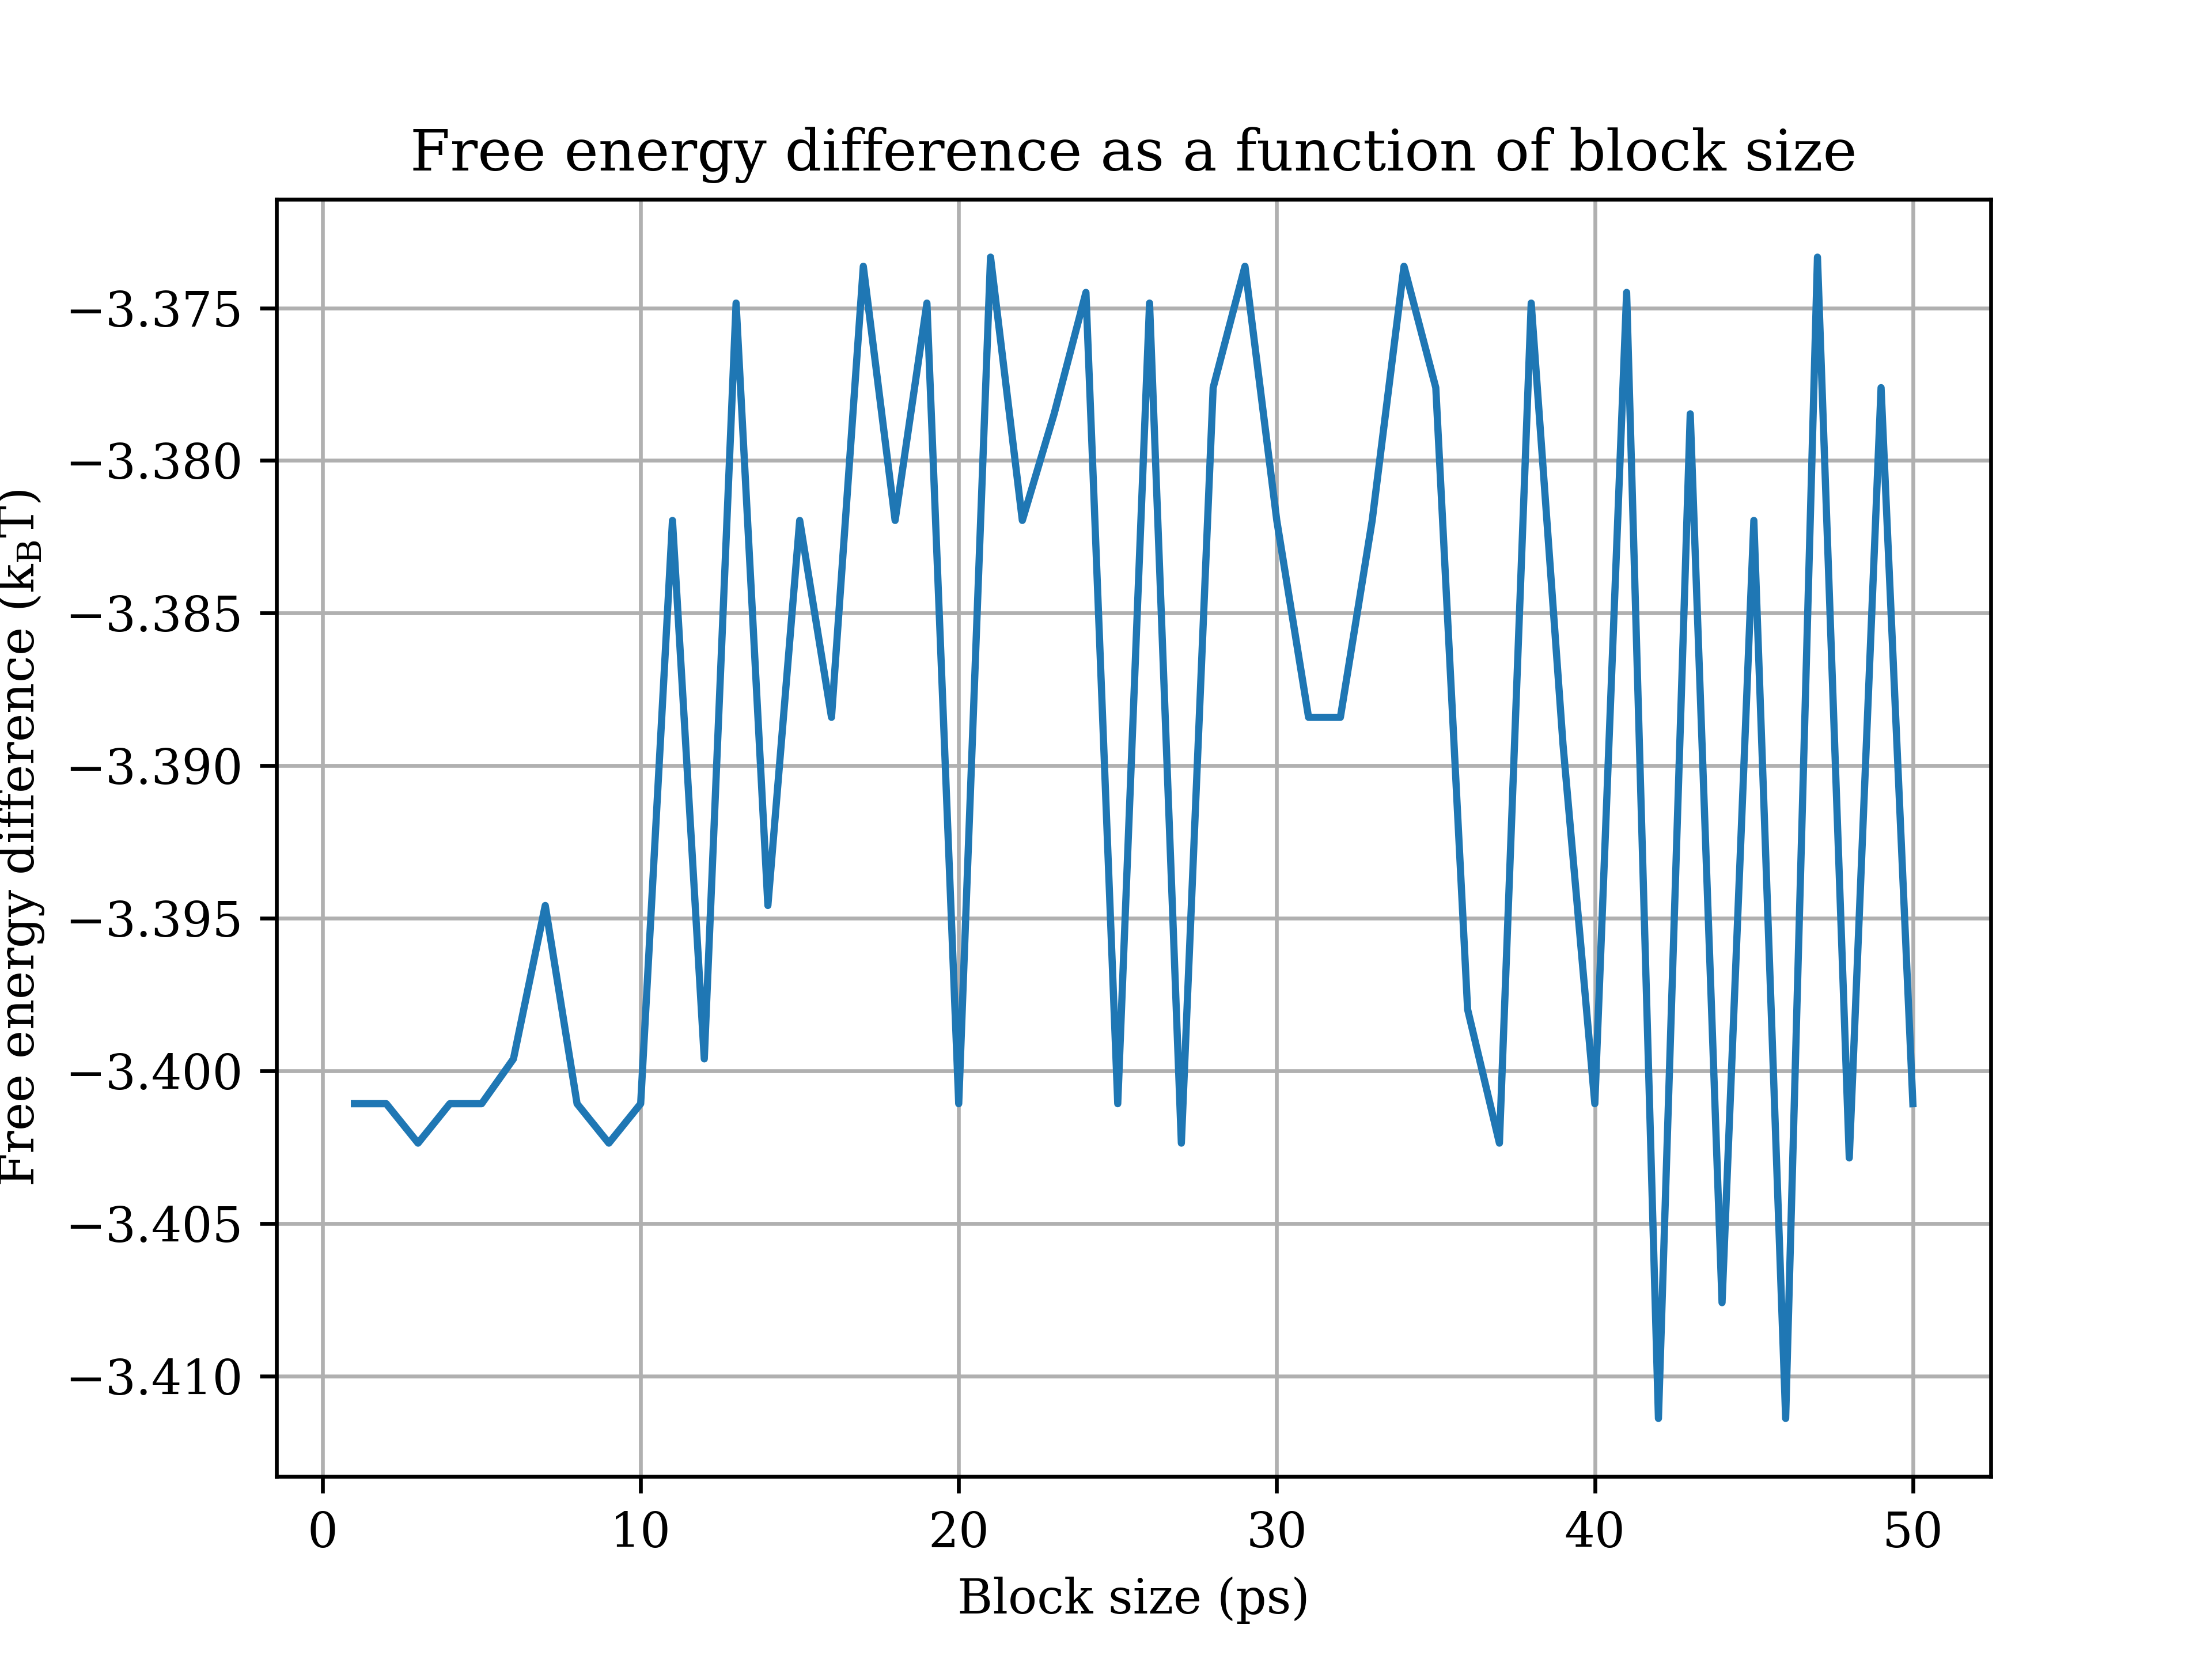 Free energy difference as a function of block size
Free energy difference (kBT)
−3.375
−3.380
−3.385
−3.390
−3.395
−3.400
−3.405
−3.410
0 10 20 30 40 50
Block size (ps)